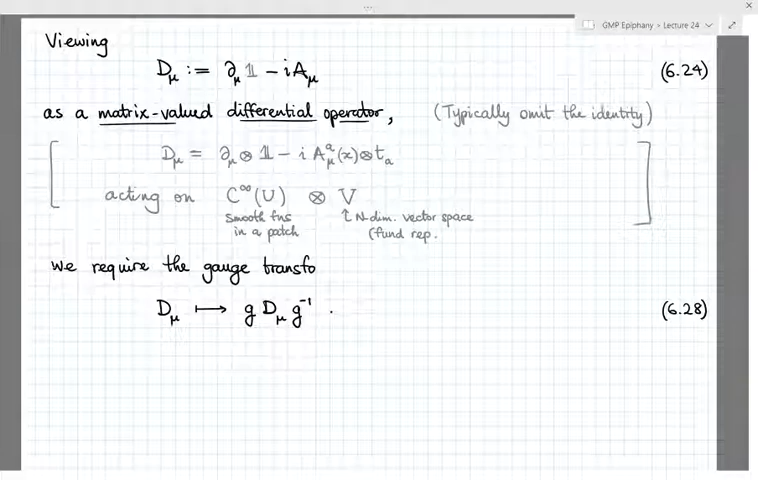 GMP Epiphany > Lecture 24
Viewing
D_μ := ∂_μ 𝟙 - iA_μ (6.24)
as a matrix-valued differential operator, (Typically omit the identity)
D_μ = ∂_μ ⊗ 𝟙 - i A_μ^a(x) ⊗ t_a
acting on C^∞(U) ⊗ V
smooth fns ↑ N-dim. vector space
in a patch (fund rep.
we require the gauge transfo
D_μ ↦ g D_μ g^-1 . (6.28)